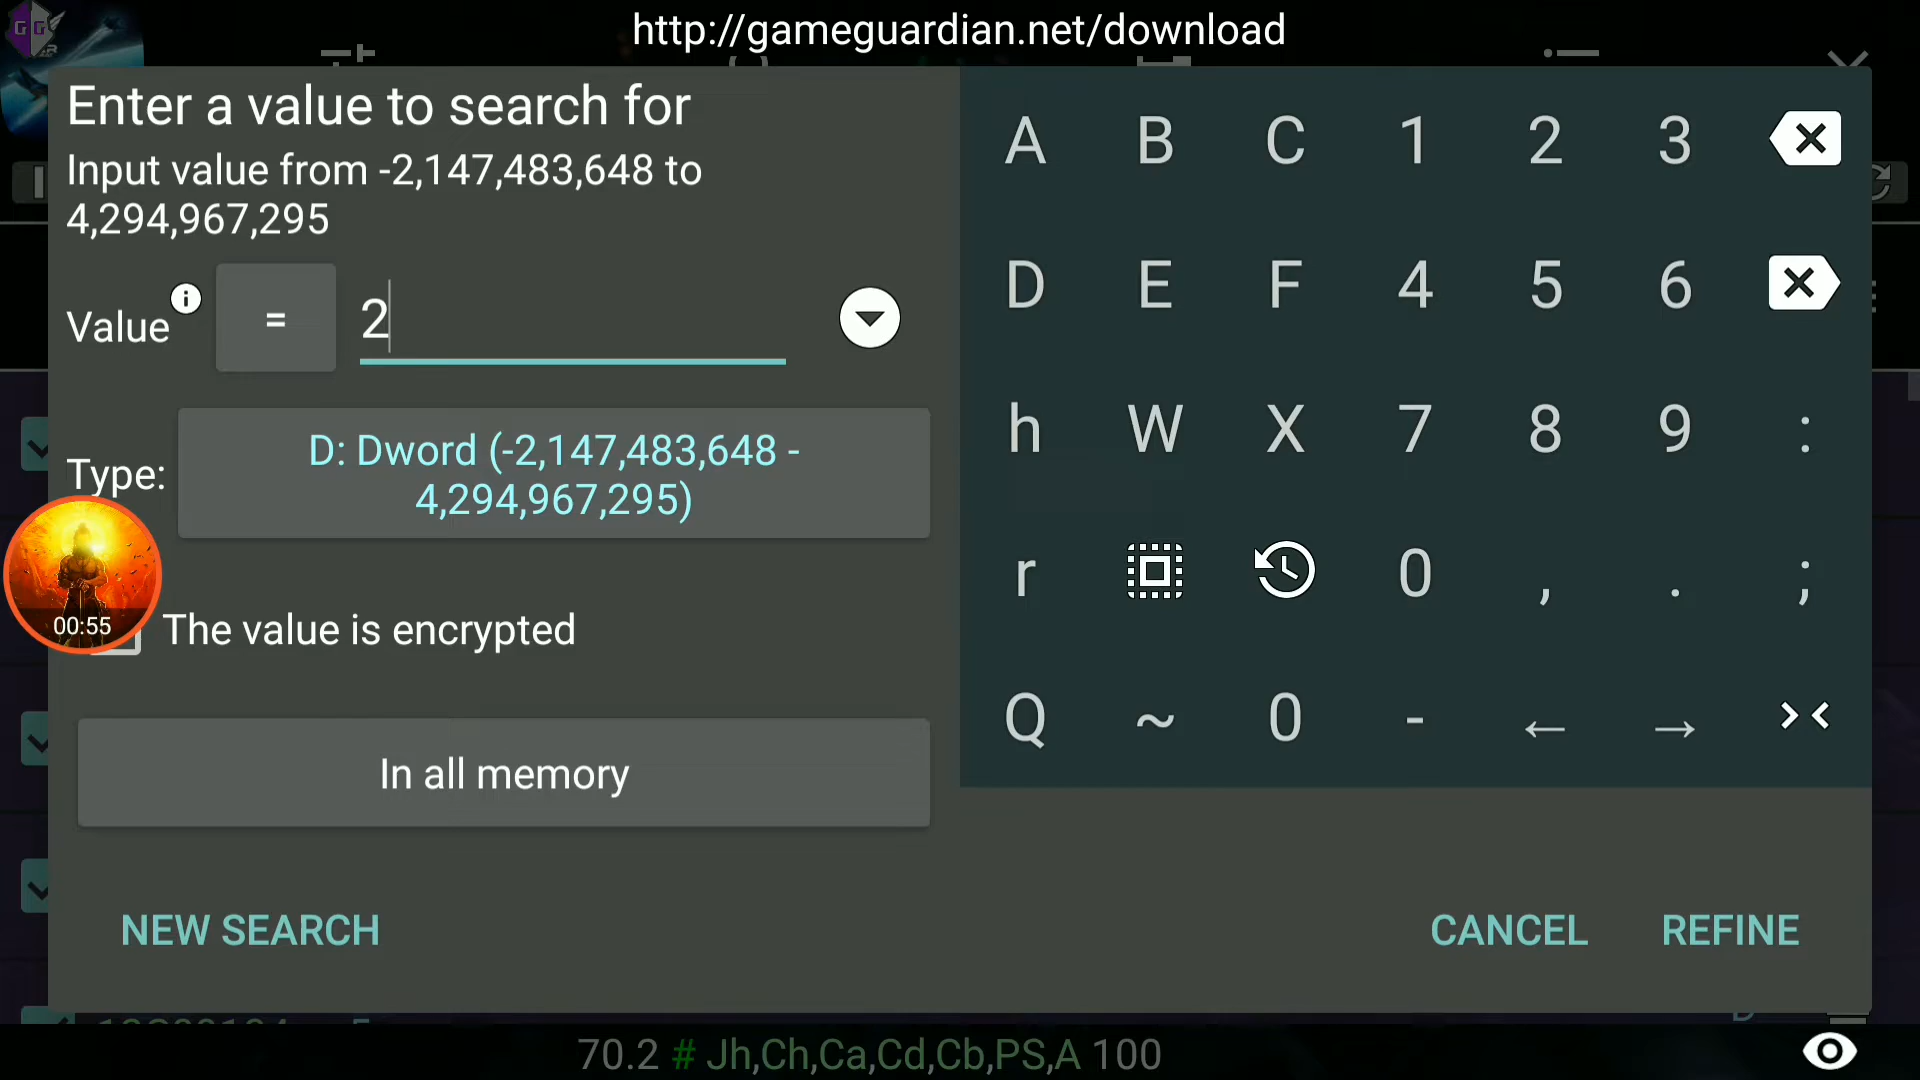 http://gameguardian.net/download
Enter a value to search for
Input value from -2,147,483,648 to
4,294,967,295
Value
=
2
Type:
D: Dword (-2,147,483,648 -
4,294,967,295)
00:55
The value is encrypted
In all memory
NEW SEARCH
CANCEL
REFINE
A B C 1 2 3
D E F 4 5 6
h W X 7 8 9 :
r 0 , . ;
Q ~ 0 - ← →
70.2 # Jh,Ch,Ca,Cd,Cb,PS,A 100